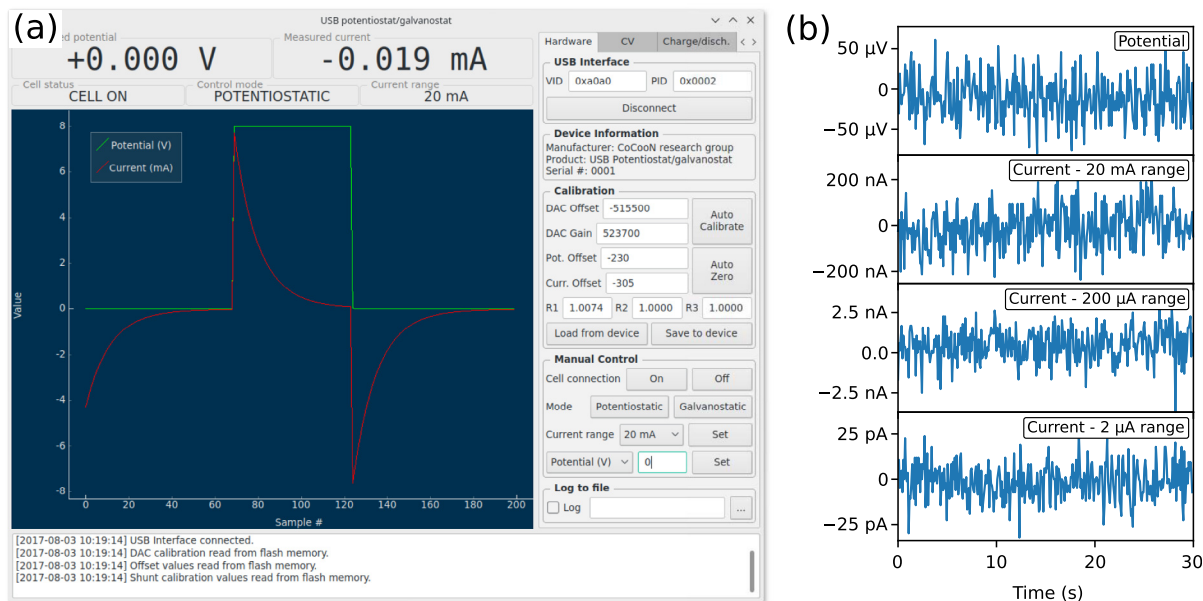 (a)
USB potentiostat/galvanostat
ed potential
+0.000 V
Measured current
-0.019 mA
Cell status
CELL ON
Control mode
POTENTIOSTATIC
Current range
20 mA
Potential (V)
Current (mA)
8
6
4
2
0
-2
-4
-6
-8
Value
0 20 40 60 80 100 120 140 160 180 200
Sample #
[2017-08-03 10:19:14] USB Interface connected.
[2017-08-03 10:19:14] DAC calibration read from flash memory.
[2017-08-03 10:19:14] Offset values read from flash memory.
[2017-08-03 10:19:14] Shunt calibration values read from flash memory.
Hardware CV Charge/disch.
USB Interface
VID 0xa0a0 PID 0x0002
Disconnect
Device Information
Manufacturer: CoCooN research group
Product: USB Potentiostat/galvanostat
Serial #: 0001
Calibration
DAC Offset -515500
DAC Gain 523700
Auto
Calibrate
Pot. Offset -230
Curr. Offset -305
Auto
Zero
R1 1.0074 R2 1.0000 R3 1.0000
Load from device Save to device
Manual Control
Cell connection On Off
Mode Potentiostatic Galvanostatic
Current range 20 mA Set
Potential (V) 0 Set
Log to file
Log ...
(b)
Potential
50 µV
0
−50 µV
Current - 20 mA range
200 nA
0
−200 nA
Current - 200 µA range
2.5 nA
0.0
−2.5 nA
Current - 2 µA range
25 pA
0
−25 pA
0 10 20 30
Time (s)